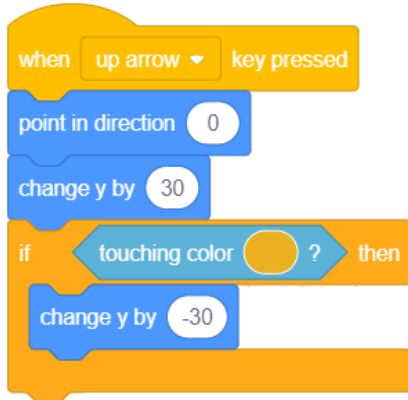 when up arrow key pressed
point in direction 0
change y by 30
if touching color ? then
change y by -30